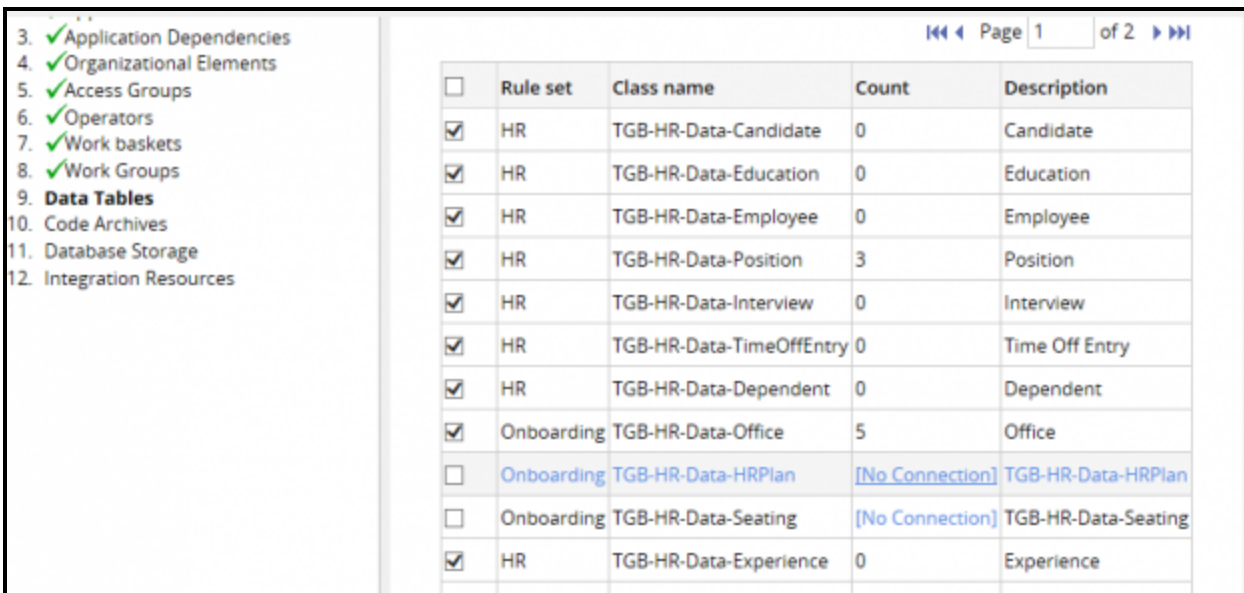 3. Application Dependencies
4. Organizational Elements
5. Access Groups
6. Operators
7. Work baskets
8. Work Groups
9. Data Tables
10. Code Archives
11. Database Storage
12. Integration Resources
Page 1 of 2
Rule set Class name Count Description
HR TGB-HR-Data-Candidate 0 Candidate
HR TGB-HR-Data-Education 0 Education
HR TGB-HR-Data-Employee 0 Employee
HR TGB-HR-Data-Position 3 Position
HR TGB-HR-Data-Interview 0 Interview
HR TGB-HR-Data-TimeOffEntry 0 Time Off Entry
HR TGB-HR-Data-Dependent 0 Dependent
Onboarding TGB-HR-Data-Office 5 Office
Onboarding TGB-HR-Data-HRPlan [No Connection] TGB-HR-Data-HRPlan
Onboarding TGB-HR-Data-Seating [No Connection] TGB-HR-Data-Seating
HR TGB-HR-Data-Experience 0 Experience